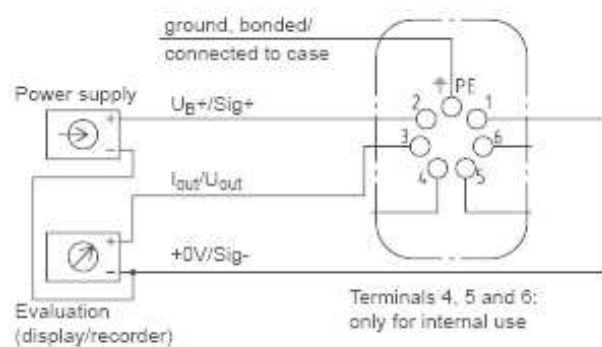 ground, bonded/
connected to case
Power supply
UB+/Sig+
PE
2
1
3
6
4
5
Iout/Uout
+0V/Sig-
Evaluation
(display/recorder)
Terminals 4, 5 and 6:
only for internal use
+
−
+
−